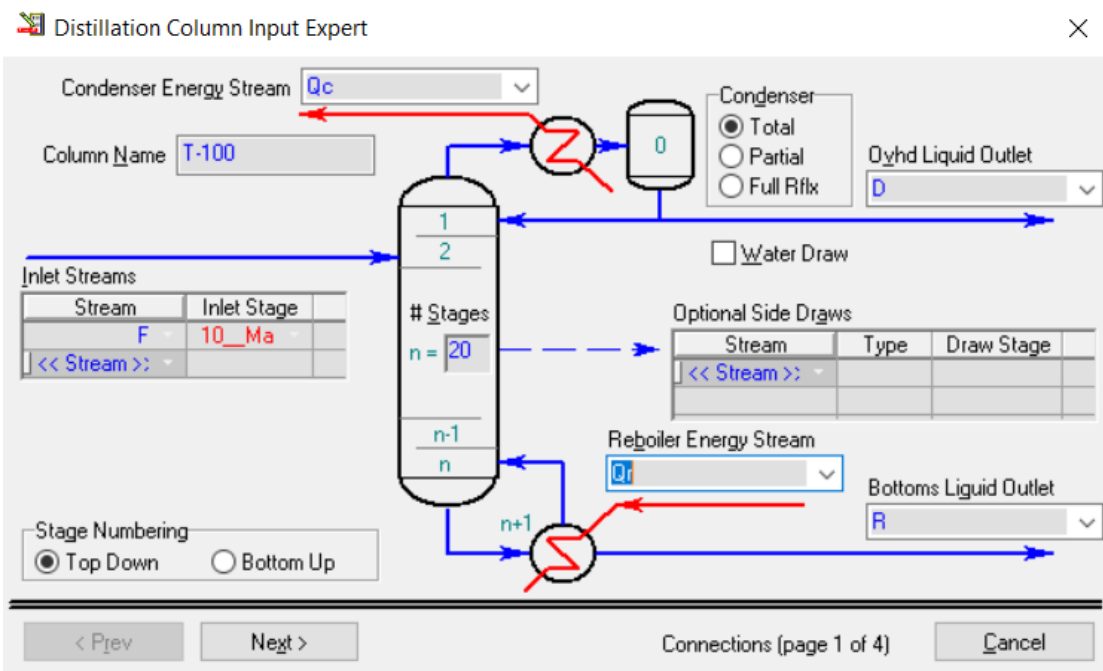 Distillation Column Input Expert
Condenser Energy Stream Qc
Column Name T-100
0
Condenser
Total
Partial
Full Rflx
Ovhd Liquid Outlet
D
1
2
Water Draw
Inlet Streams
Stream Inlet Stage
F 10__Ma
<< Stream >>
# Stages
n = 20
Optional Side Draws
Stream Type Draw Stage
<< Stream >>
n-1
n
n+1
Reboiler Energy Stream
Qr
Bottoms Liquid Outlet
R
Stage Numbering
Top Down Bottom Up
< Prev Next > Connections (page 1 of 4) Cancel